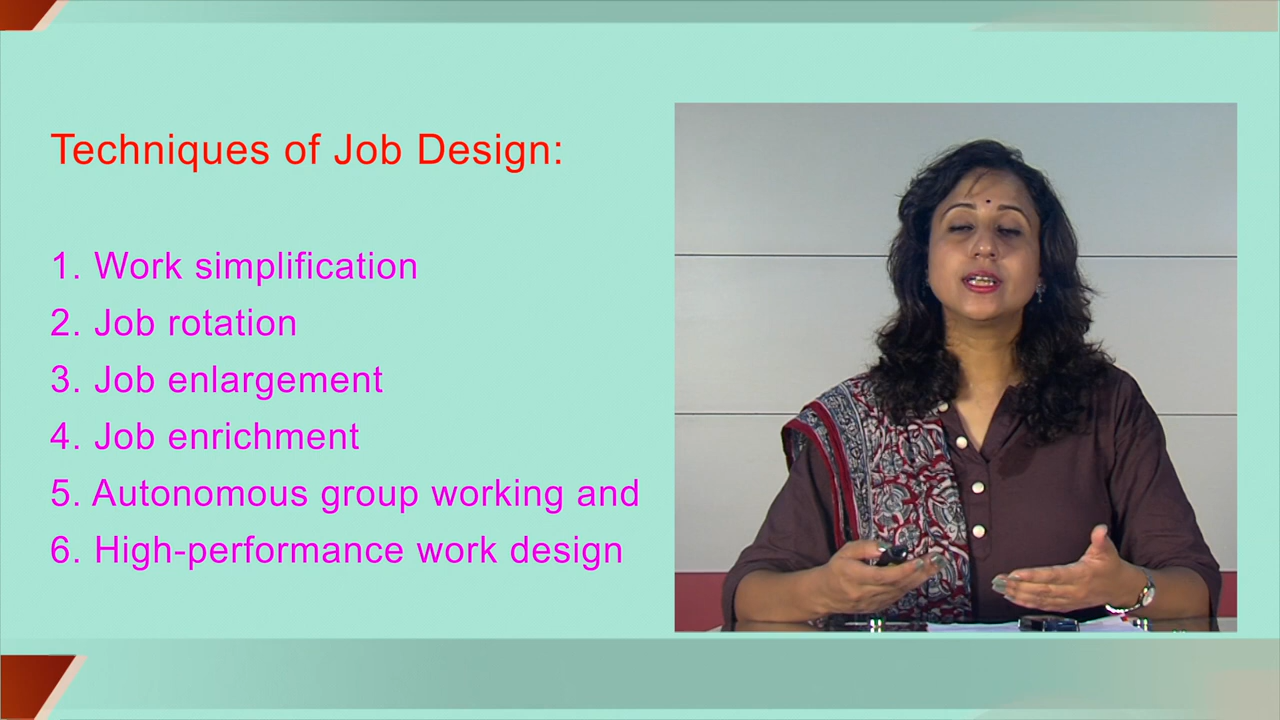 Techniques of Job Design:
1. Work simplification
2. Job rotation
3. Job enlargement
4. Job enrichment
5. Autonomous group working and
6. High-performance work design